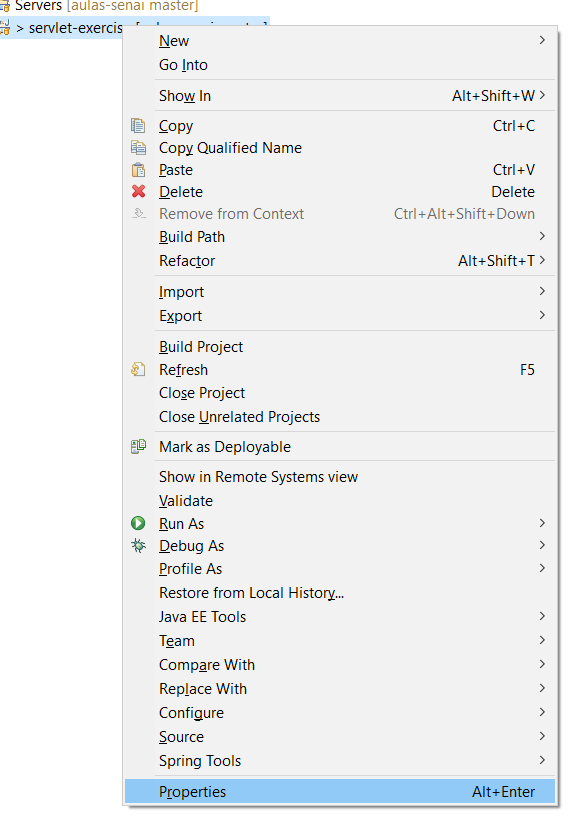 Servers [aulas-senai master]
> servlet-exercis
New
Go Into
Show In Alt+Shift+W >
Copy Ctrl+C
Copy Qualified Name
Paste Ctrl+V
Delete Delete
Remove from Context Ctrl+Alt+Shift+Down
Build Path
Refactor Alt+Shift+T >
Import
Export
Build Project
Refresh F5
Close Project
Close Unrelated Projects
Mark as Deployable
Show in Remote Systems view
Validate
Run As
Debug As
Profile As
Restore from Local History...
Java EE Tools
Team
Compare With
Replace With
Configure
Source
Spring Tools
Properties Alt+Enter